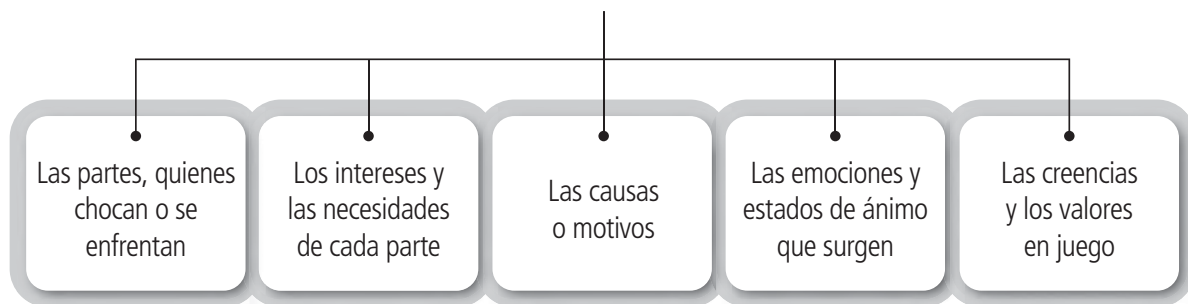 Las partes, quienes
chocan o se
enfrentan
Los intereses y
las necesidades
de cada parte
Las causas
o motivos
Las emociones y
estados de ánimo
que surgen
Las creencias
y los valores
en juego